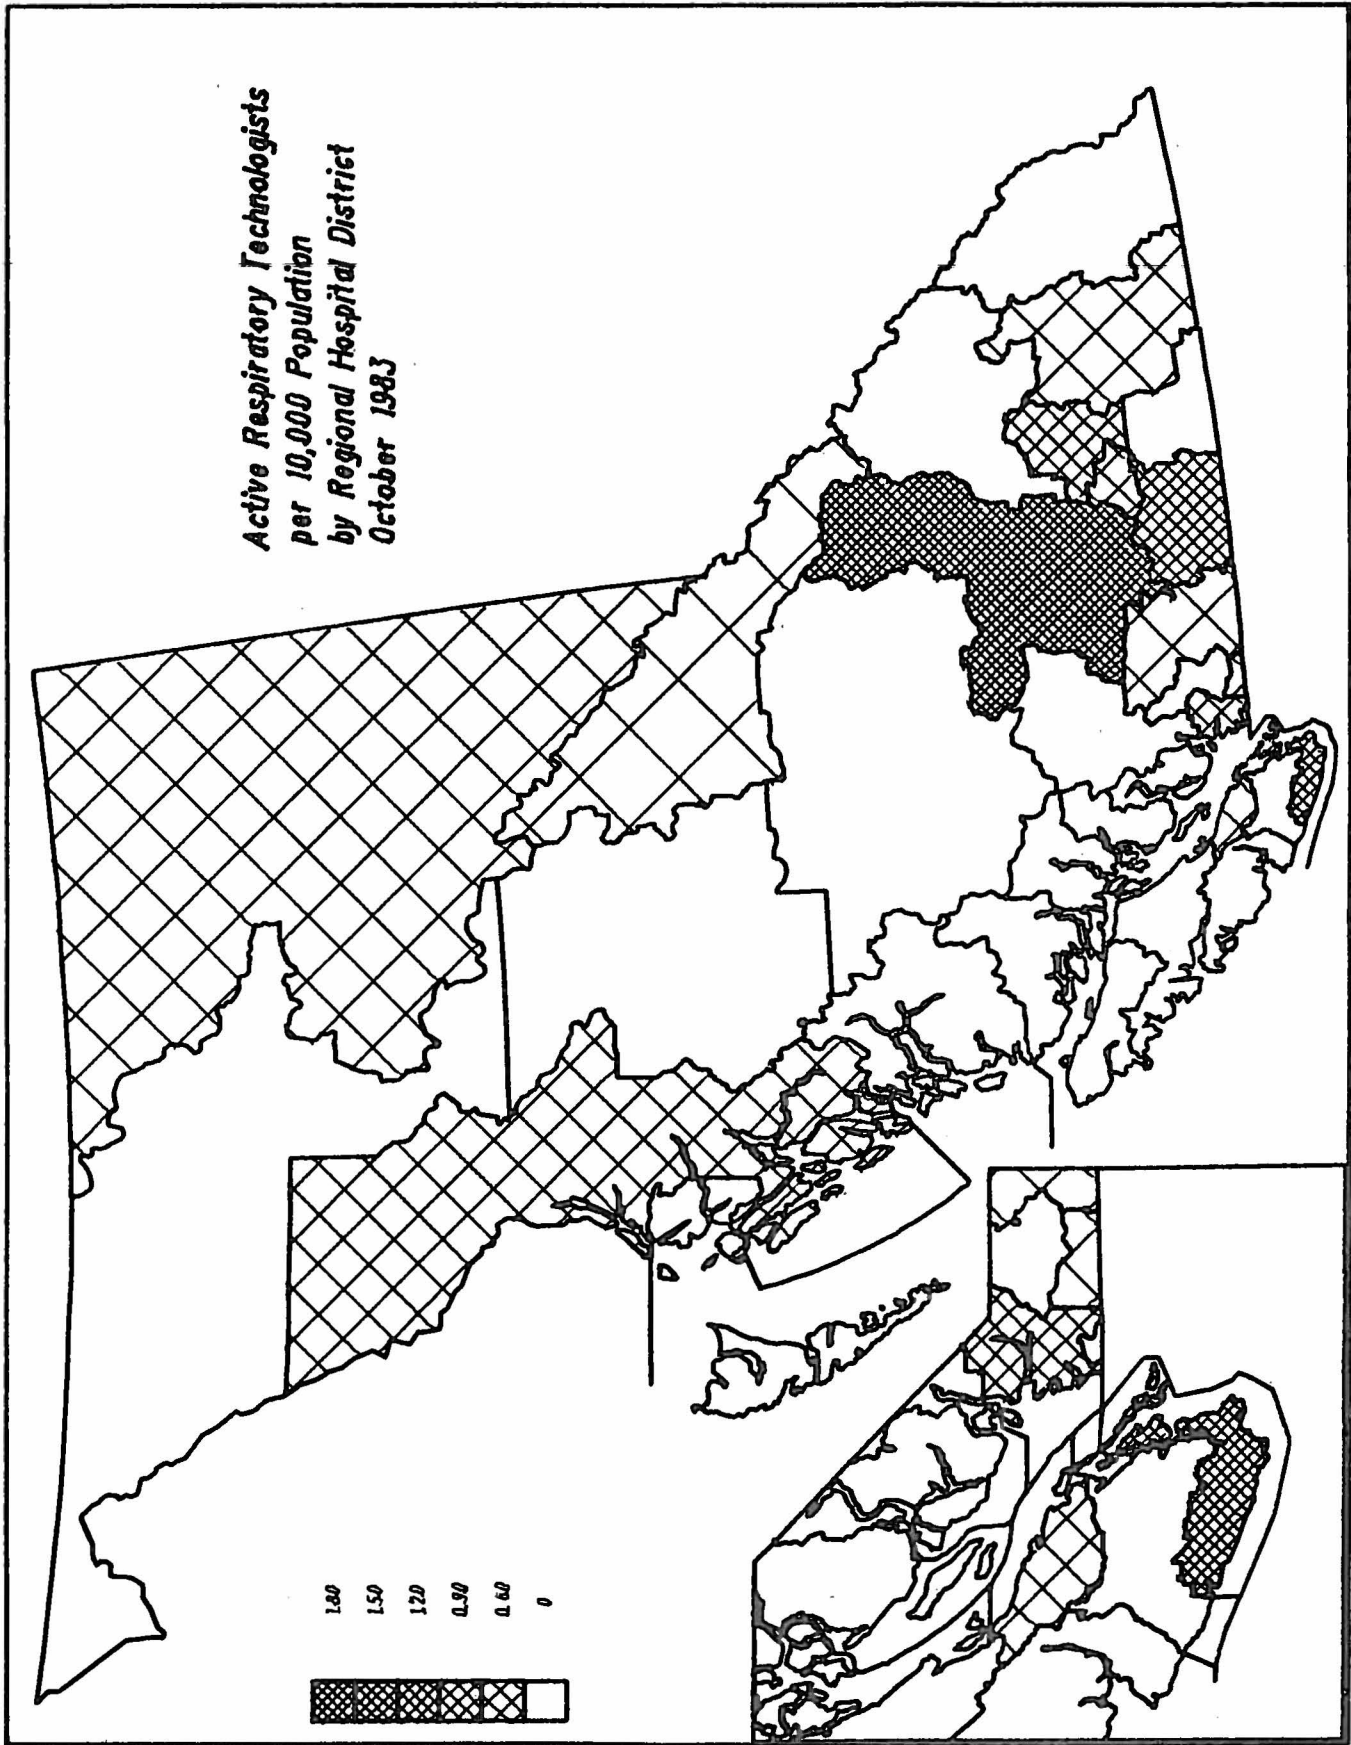 Active Respiratory Technologists
per 10,000 Population
by Regional Hospital District
October 1983
1.80
1.50
1.20
0.90
0.60
0